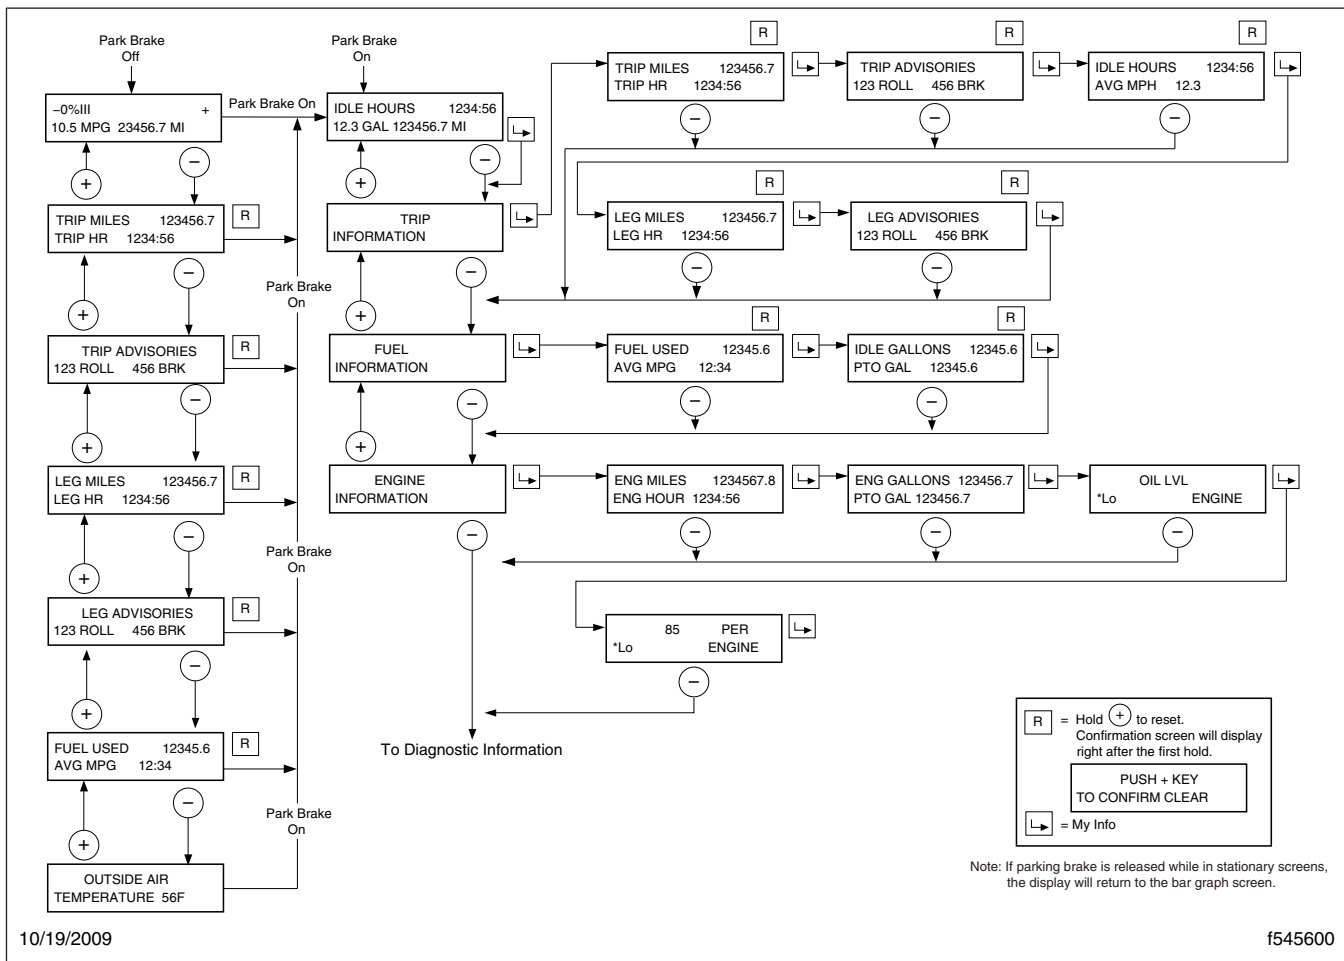 Park Brake
Off
−0%III +
10.5 MPG 23456.7 MI
Park Brake On
−
+
TRIP MILES 123456.7
TRIP HR 1234:56
R
−
+
TRIP ADVISORIES
123 ROLL 456 BRK
R
−
+
LEG MILES 123456.7
LEG HR 1234:56
R
−
+
LEG ADVISORIES
123 ROLL 456 BRK
R
−
+
FUEL USED 12345.6
AVG MPG 12:34
R
−
+
OUTSIDE AIR
TEMPERATURE 56F
Park Brake
On
Park Brake
On
Park Brake
On
Park Brake
On
IDLE HOURS 1234:56
12.3 GAL 123456.7 MI
−
+
TRIP
INFORMATION
−
+
FUEL
INFORMATION
−
+
ENGINE
INFORMATION
−
To Diagnostic Information
R
TRIP MILES 123456.7
TRIP HR 1234:56
−
R
TRIP ADVISORIES
123 ROLL 456 BRK
−
R
IDLE HOURS 1234:56
AVG MPH 12.3
−
R
LEG MILES 123456.7
LEG HR 1234:56
−
R
LEG ADVISORIES
123 ROLL 456 BRK
−
R
FUEL USED 12345.6
AVG MPG 12:34
−
R
IDLE GALLONS 12345.6
PTO GAL 12345.6
−
ENG MILES 1234567.8
ENG HOUR 1234:56
−
ENG GALLONS 123456.7
PTO GAL 123456.7
−
OIL LVL
*Lo ENGINE
−
85 PER
*Lo ENGINE
−
R = Hold + to reset.
Confirmation screen will display
right after the first hold.
PUSH + KEY
TO CONFIRM CLEAR
= My Info
Note: If parking brake is released while in stationary screens,
the display will return to the bar graph screen.
10/19/2009
f545600